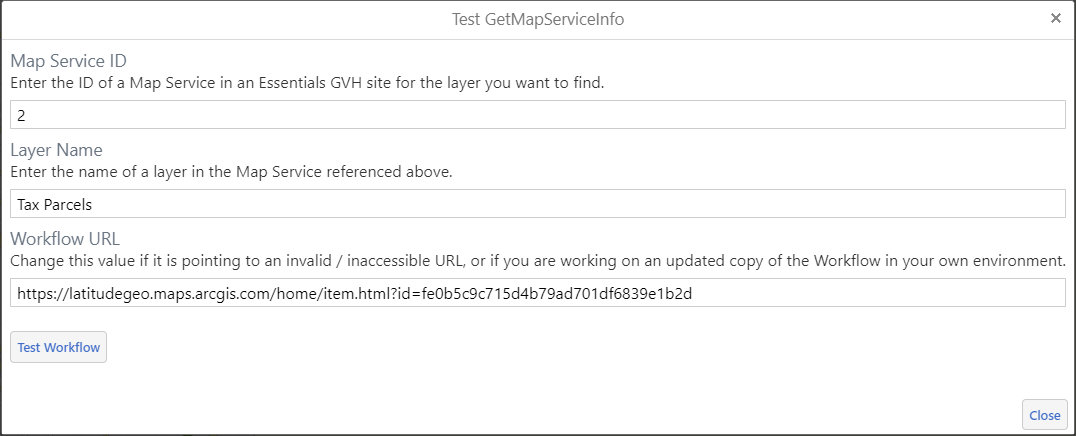 Test GetMapServiceInfo
×
Map Service ID
Enter the ID of a Map Service in an Essentials GVH site for the layer you want to find.
2
Layer Name
Enter the name of a layer in the Map Service referenced above.
Tax Parcels
Workflow URL
Change this value if it is pointing to an invalid / inaccessible URL, or if you are working on an updated copy of the Workflow in your own environment.
https://latitudegeo.maps.arcgis.com/home/item.html?id=fe0b5c9c715d4b79ad701df6839e1b2d
Test Workflow
Close